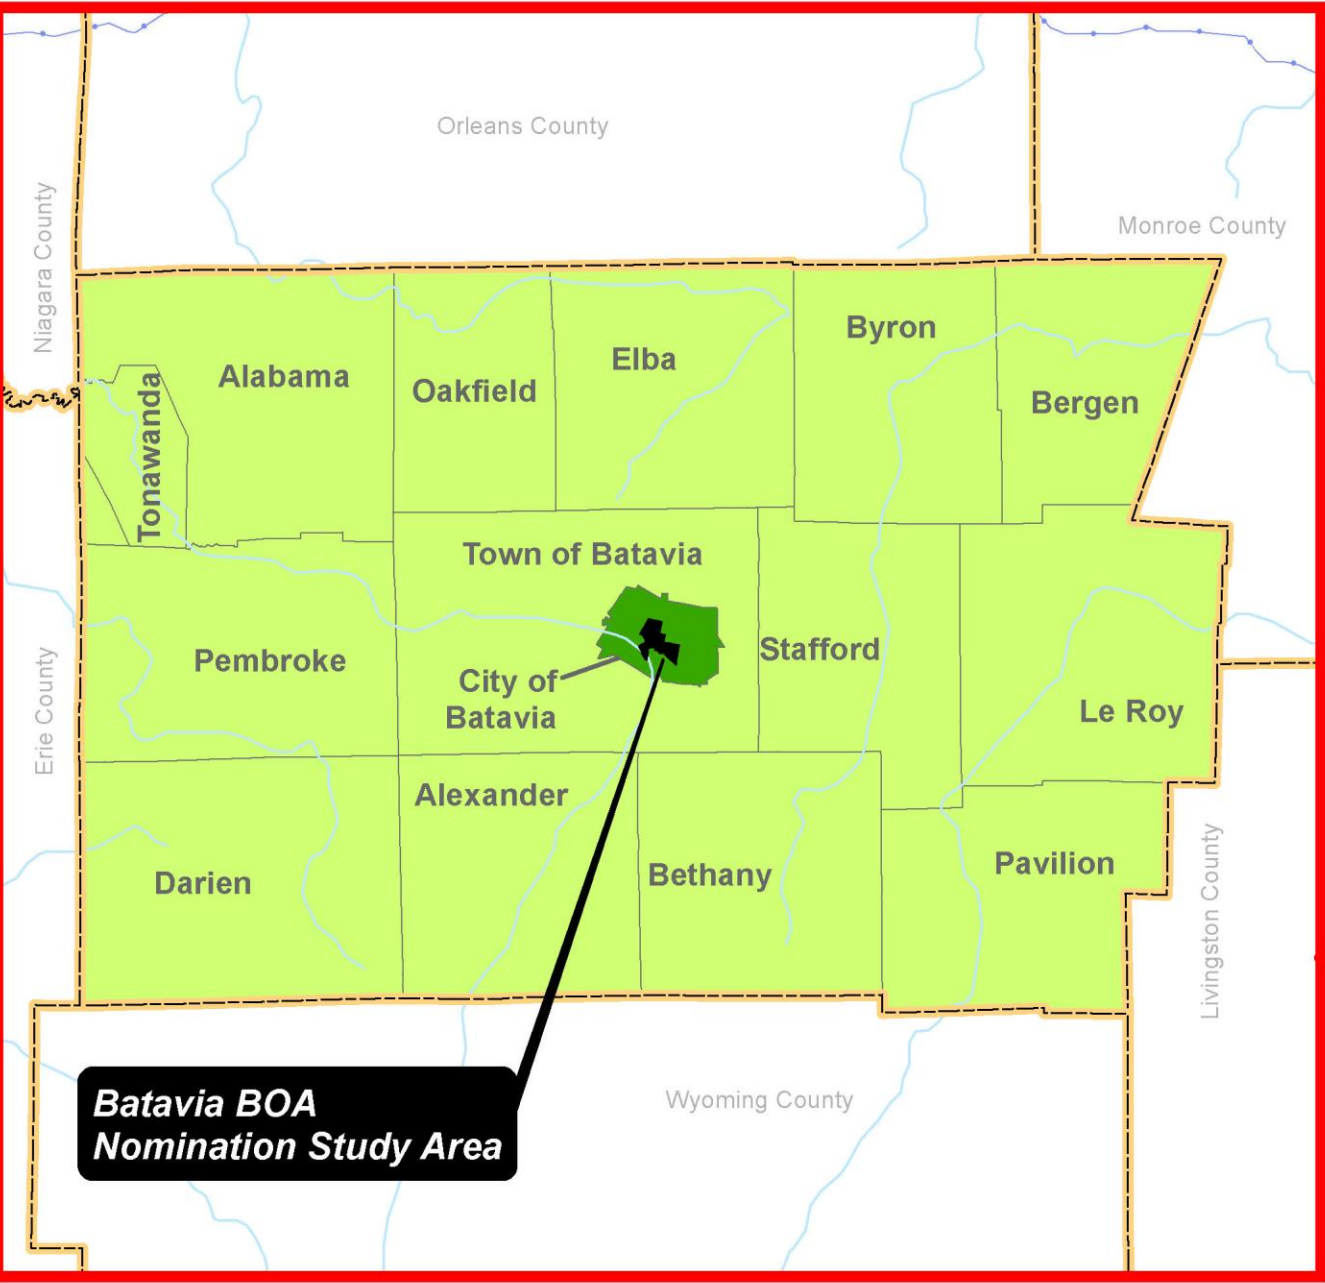 Orleans County
Niagara County
Monroe County
Byron
Elba
Alabama
Oakfield
Bergen
Tonawanda
Town of Batavia
Stafford
Pembroke
City of
Batavia
Erie County
Le Roy
Alexander
Pavilion
Bethany
Darien
Livingston County
Batavia BOA
Nomination Study Area
Wyoming County